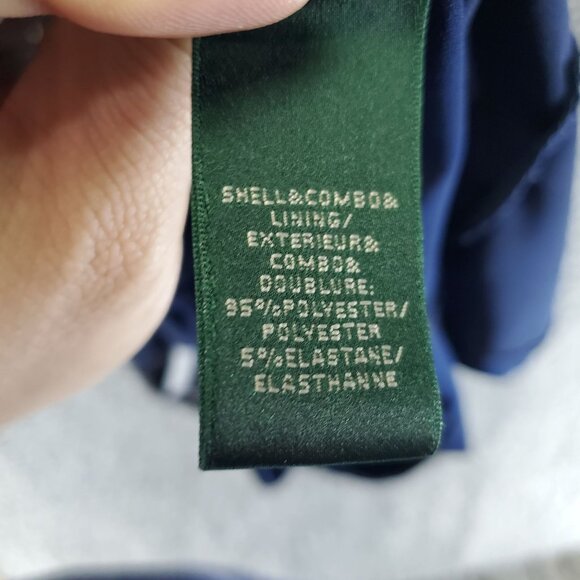 SHELL&COMBO&
LINING/
EXTERIEUR&
COMBO&
DOUBLURE:
95%POLYESTER/
POLYESTER
5%ELASTANE/
ELASTHANNE